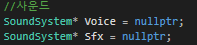 //사운드
SoundSystem* Voice = nullptr;
SoundSystem* Sfx = nullptr;